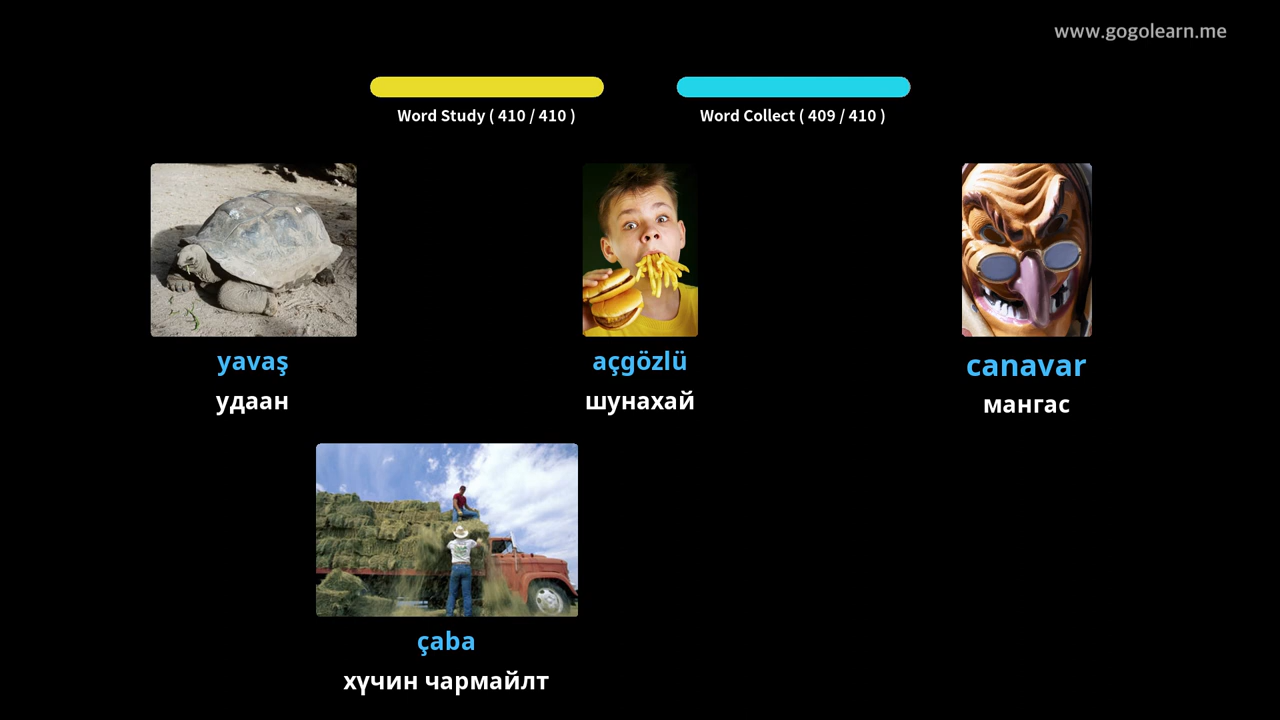 www.gogolearn.me
Word Study ( 410 / 410 )
Word Collect ( 409 / 410 )
yavaş
удаан
açgözlü
шунахай
canavar
мангас
çaba
хүчин чармайлт